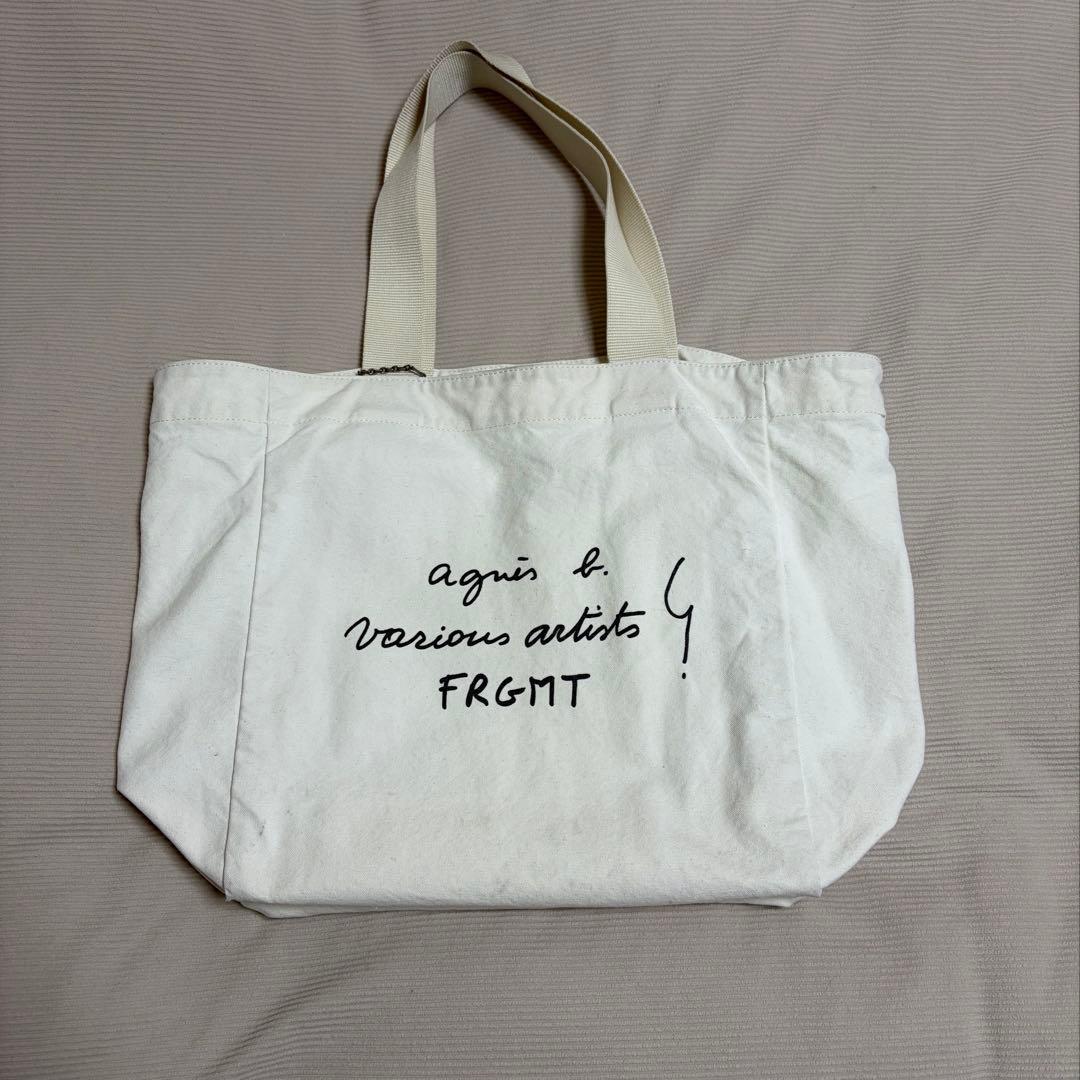 agnès b.
various artists !
FRGMT